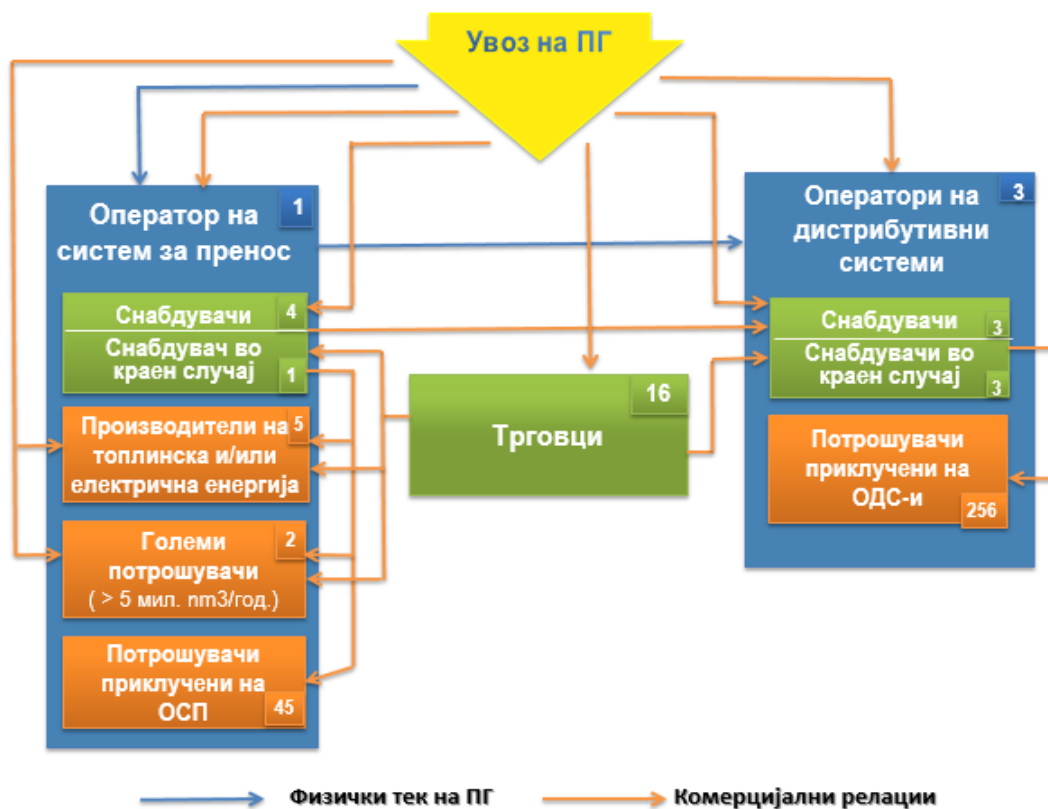 Увоз на ПГ
Оператор на
систем за пренос
1
Снабдувачи
4
Снабдувач во
краен случај
1
Производители на
топлинска и/или
електрична енергија
5
Големи
потрошувачи
( > 5 мил. nm3/год.)
2
Потрошувачи
приклучени на
ОСП
45
Трговци
16
Оператори на
дистрибутивни
системи
3
Снабдувачи
3
Снабдувачи во
краен случај
3
Потрошувачи
приклучени на
ОДС-и
256
Физички тек на ПГ
Комерцијални релации